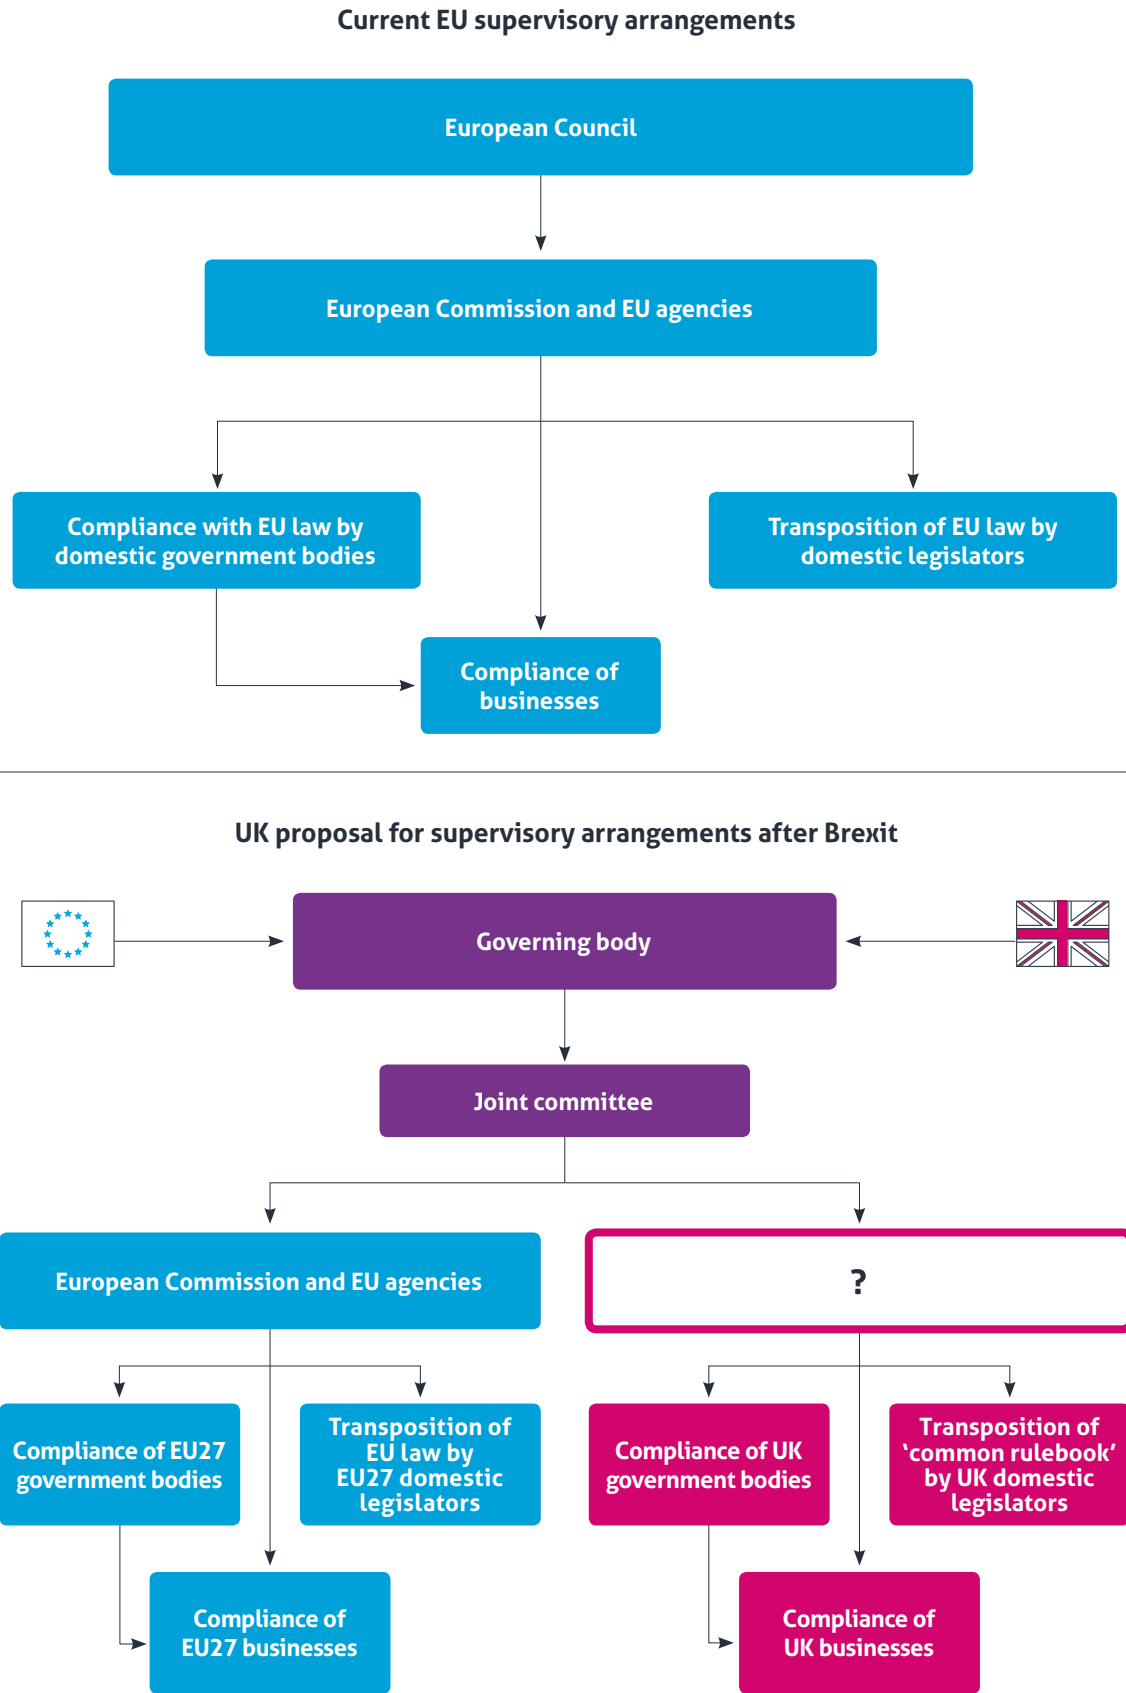 Current EU supervisory arrangements
European Council
European Commission and EU agencies
Compliance with EU law by
domestic government bodies
Transposition of EU law by
domestic legislators
Compliance of
businesses
UK proposal for supervisory arrangements after Brexit
Governing body
Joint committee
European Commission and EU agencies
?
Compliance of EU27
government bodies
Transposition of
EU law by
EU27 domestic
legislators
Compliance of UK
government bodies
Transposition of
‘common rulebook’
by UK domestic
legislators
Compliance of
EU27 businesses
Compliance of
UK businesses